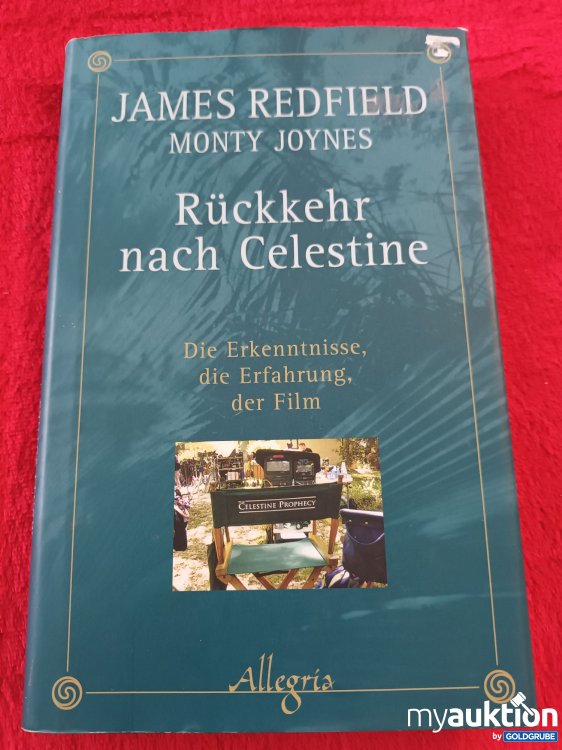 JAMES REDFIELD
MONTY JOYNES
Rückkehr
nach Celestine
Die Erkenntnisse,
die Erfahrung,
der Film
THE
CELESTINE PROPHECY
Allegria
myauktion
by GOLDGRUBE